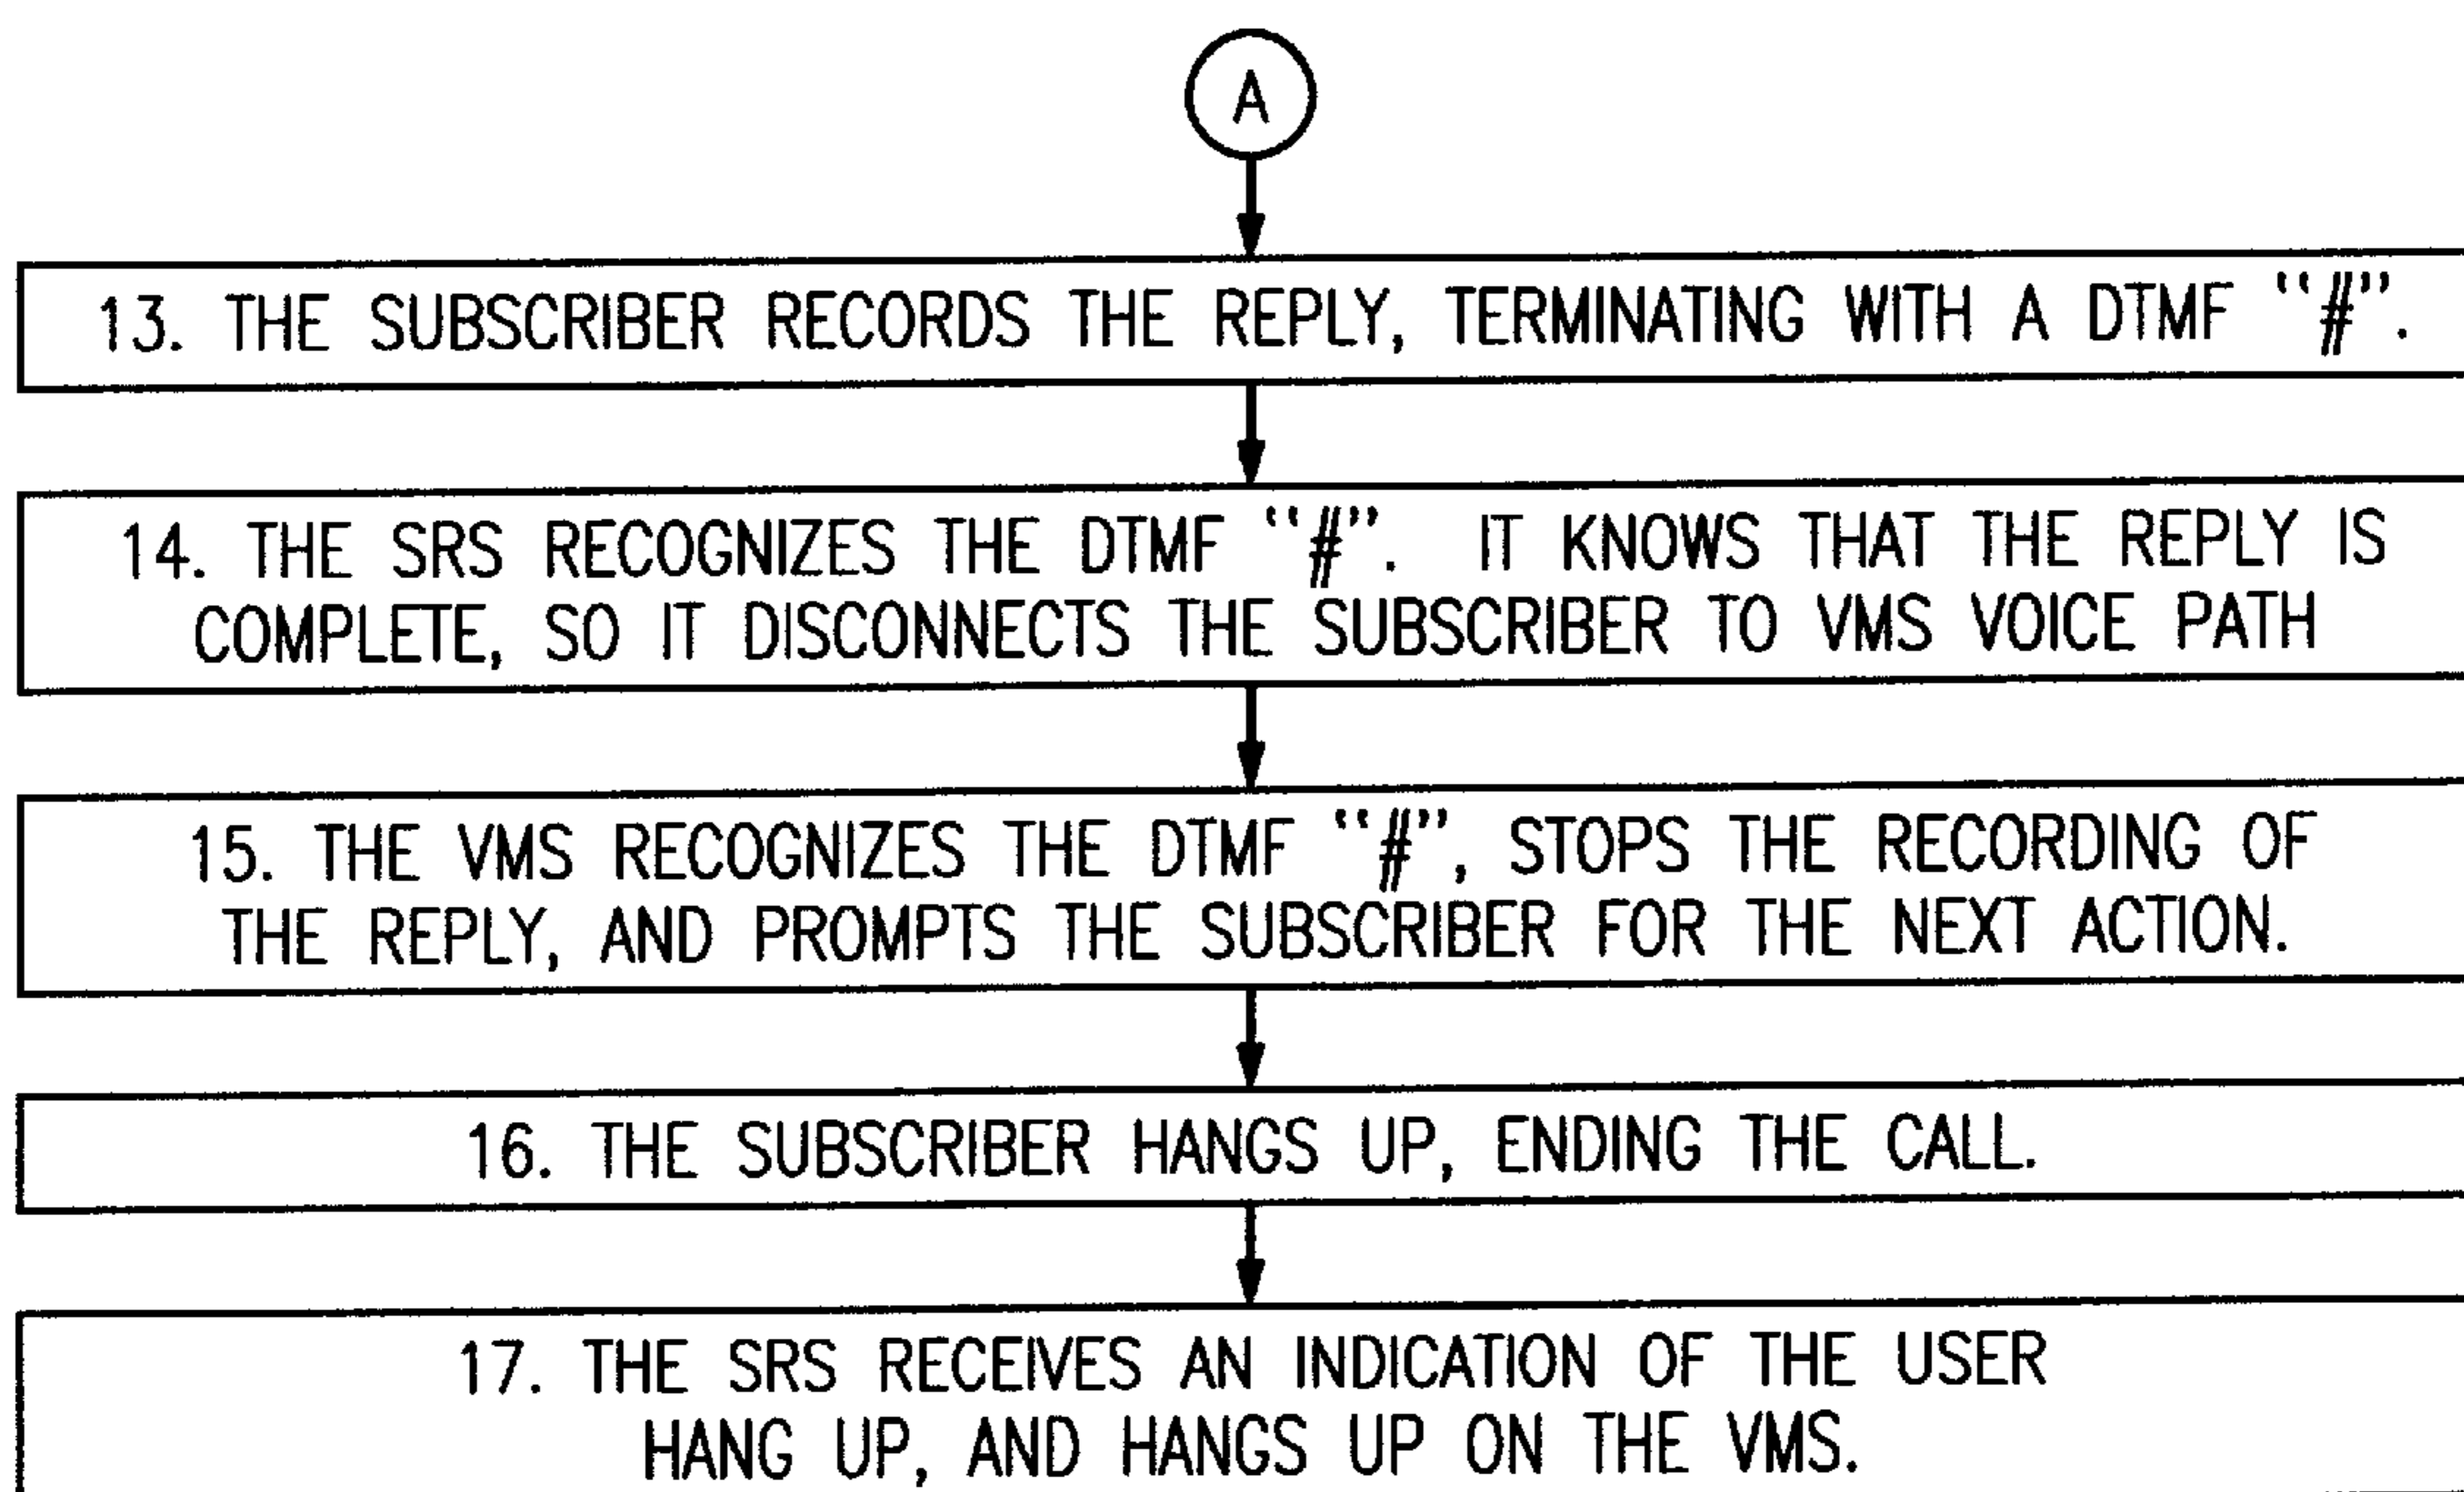 A
13. THE SUBSCRIBER RECORDS THE REPLY, TERMINATING WITH A DTMF “#”.
14. THE SRS RECOGNIZES THE DTMF “#”. IT KNOWS THAT THE REPLY IS
COMPLETE, SO IT DISCONNECTS THE SUBSCRIBER TO VMS VOICE PATH
15. THE VMS RECOGNIZES THE DTMF “#”, STOPS THE RECORDING OF
THE REPLY, AND PROMPTS THE SUBSCRIBER FOR THE NEXT ACTION.
16. THE SUBSCRIBER HANGS UP, ENDING THE CALL.
17. THE SRS RECEIVES AN INDICATION OF THE USER
HANG UP, AND HANGS UP ON THE VMS.